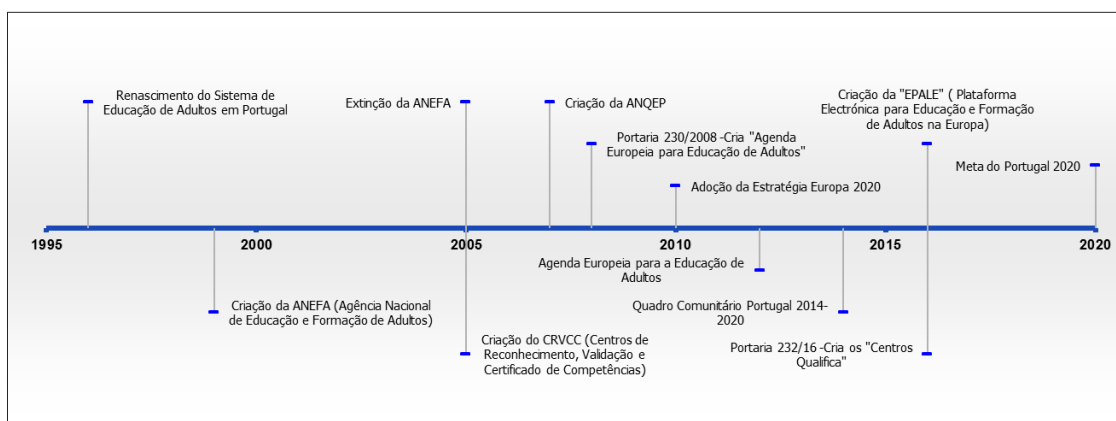 Renascimento do Sistema de
Educação de Adultos em Portugal
Extinção da ANEFA
Criação da ANQEP
Portaria 230/2008 -Cria "Agenda
Europeia para Educação de Adultos"
Adoção da Estratégia Europa 2020
Criação da "EPALE" ( Plataforma
Electrónica para Educação e Formação
de Adultos na Europa)
Meta do Portugal 2020
1995
2000
2005
2010
2015
2020
Criação da ANEFA (Agência Nacional
de Educação e Formação de Adultos)
Criação do CRVCC (Centros de
Reconhecimento, Validação e
Certificado de Competências)
Agenda Europeia para a Educação de
Adultos
Quadro Comunitário Portugal 2014-
2020
Portaria 232/16 -Cria os "Centros
Qualifica"